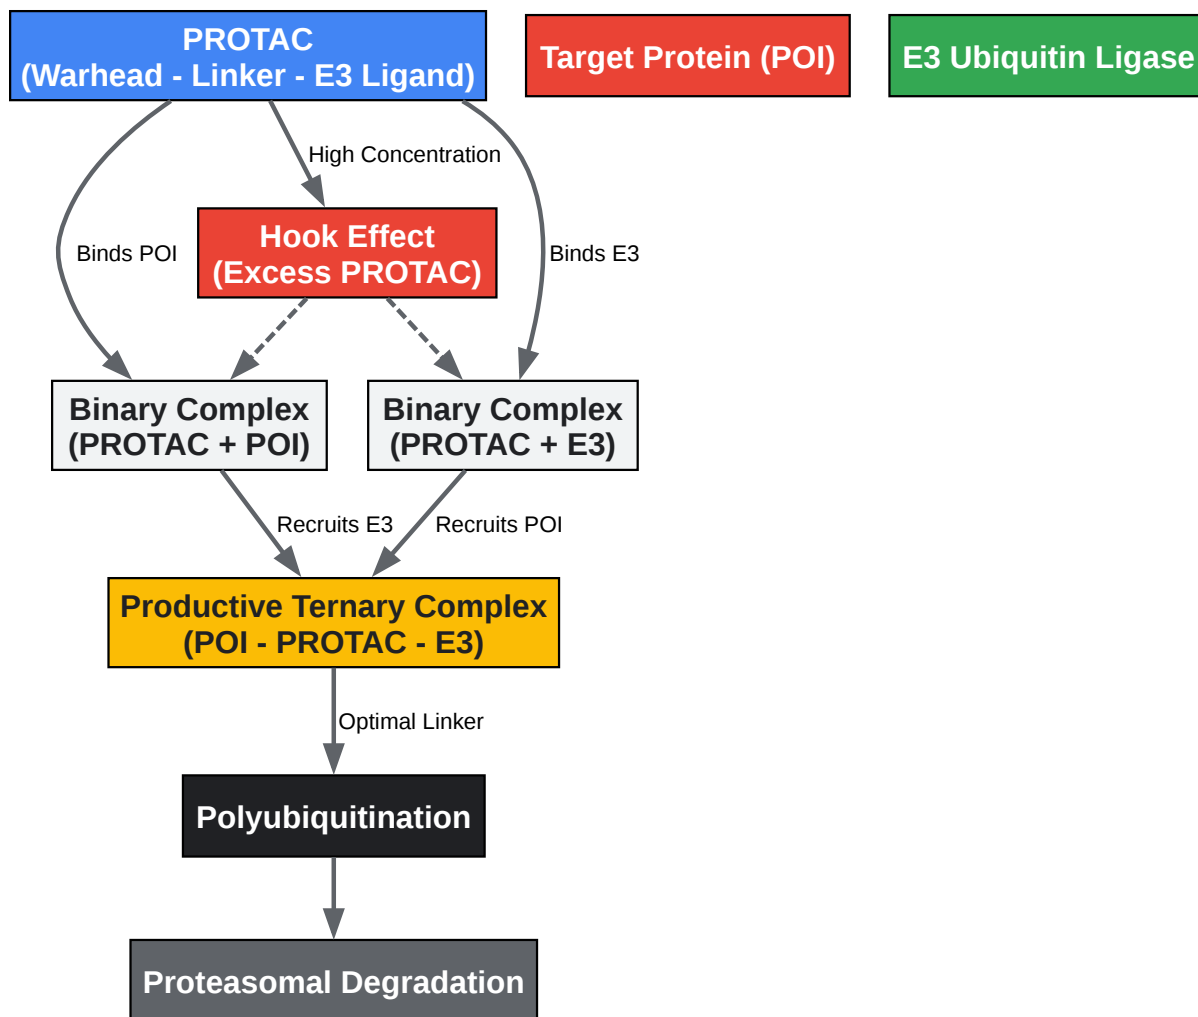 PROTAC
(Warhead - Linker - E3 Ligand)
Target Protein (POI)
E3 Ubiquitin Ligase
High Concentration
Hook Effect
(Excess PROTAC)
Binds POI
Binds E3
Binary Complex
(PROTAC + POI)
Binary Complex
(PROTAC + E3)
Recruits E3
Recruits POI
Productive Ternary Complex
(POI - PROTAC - E3)
Optimal Linker
Polyubiquitination
Proteasomal Degradation